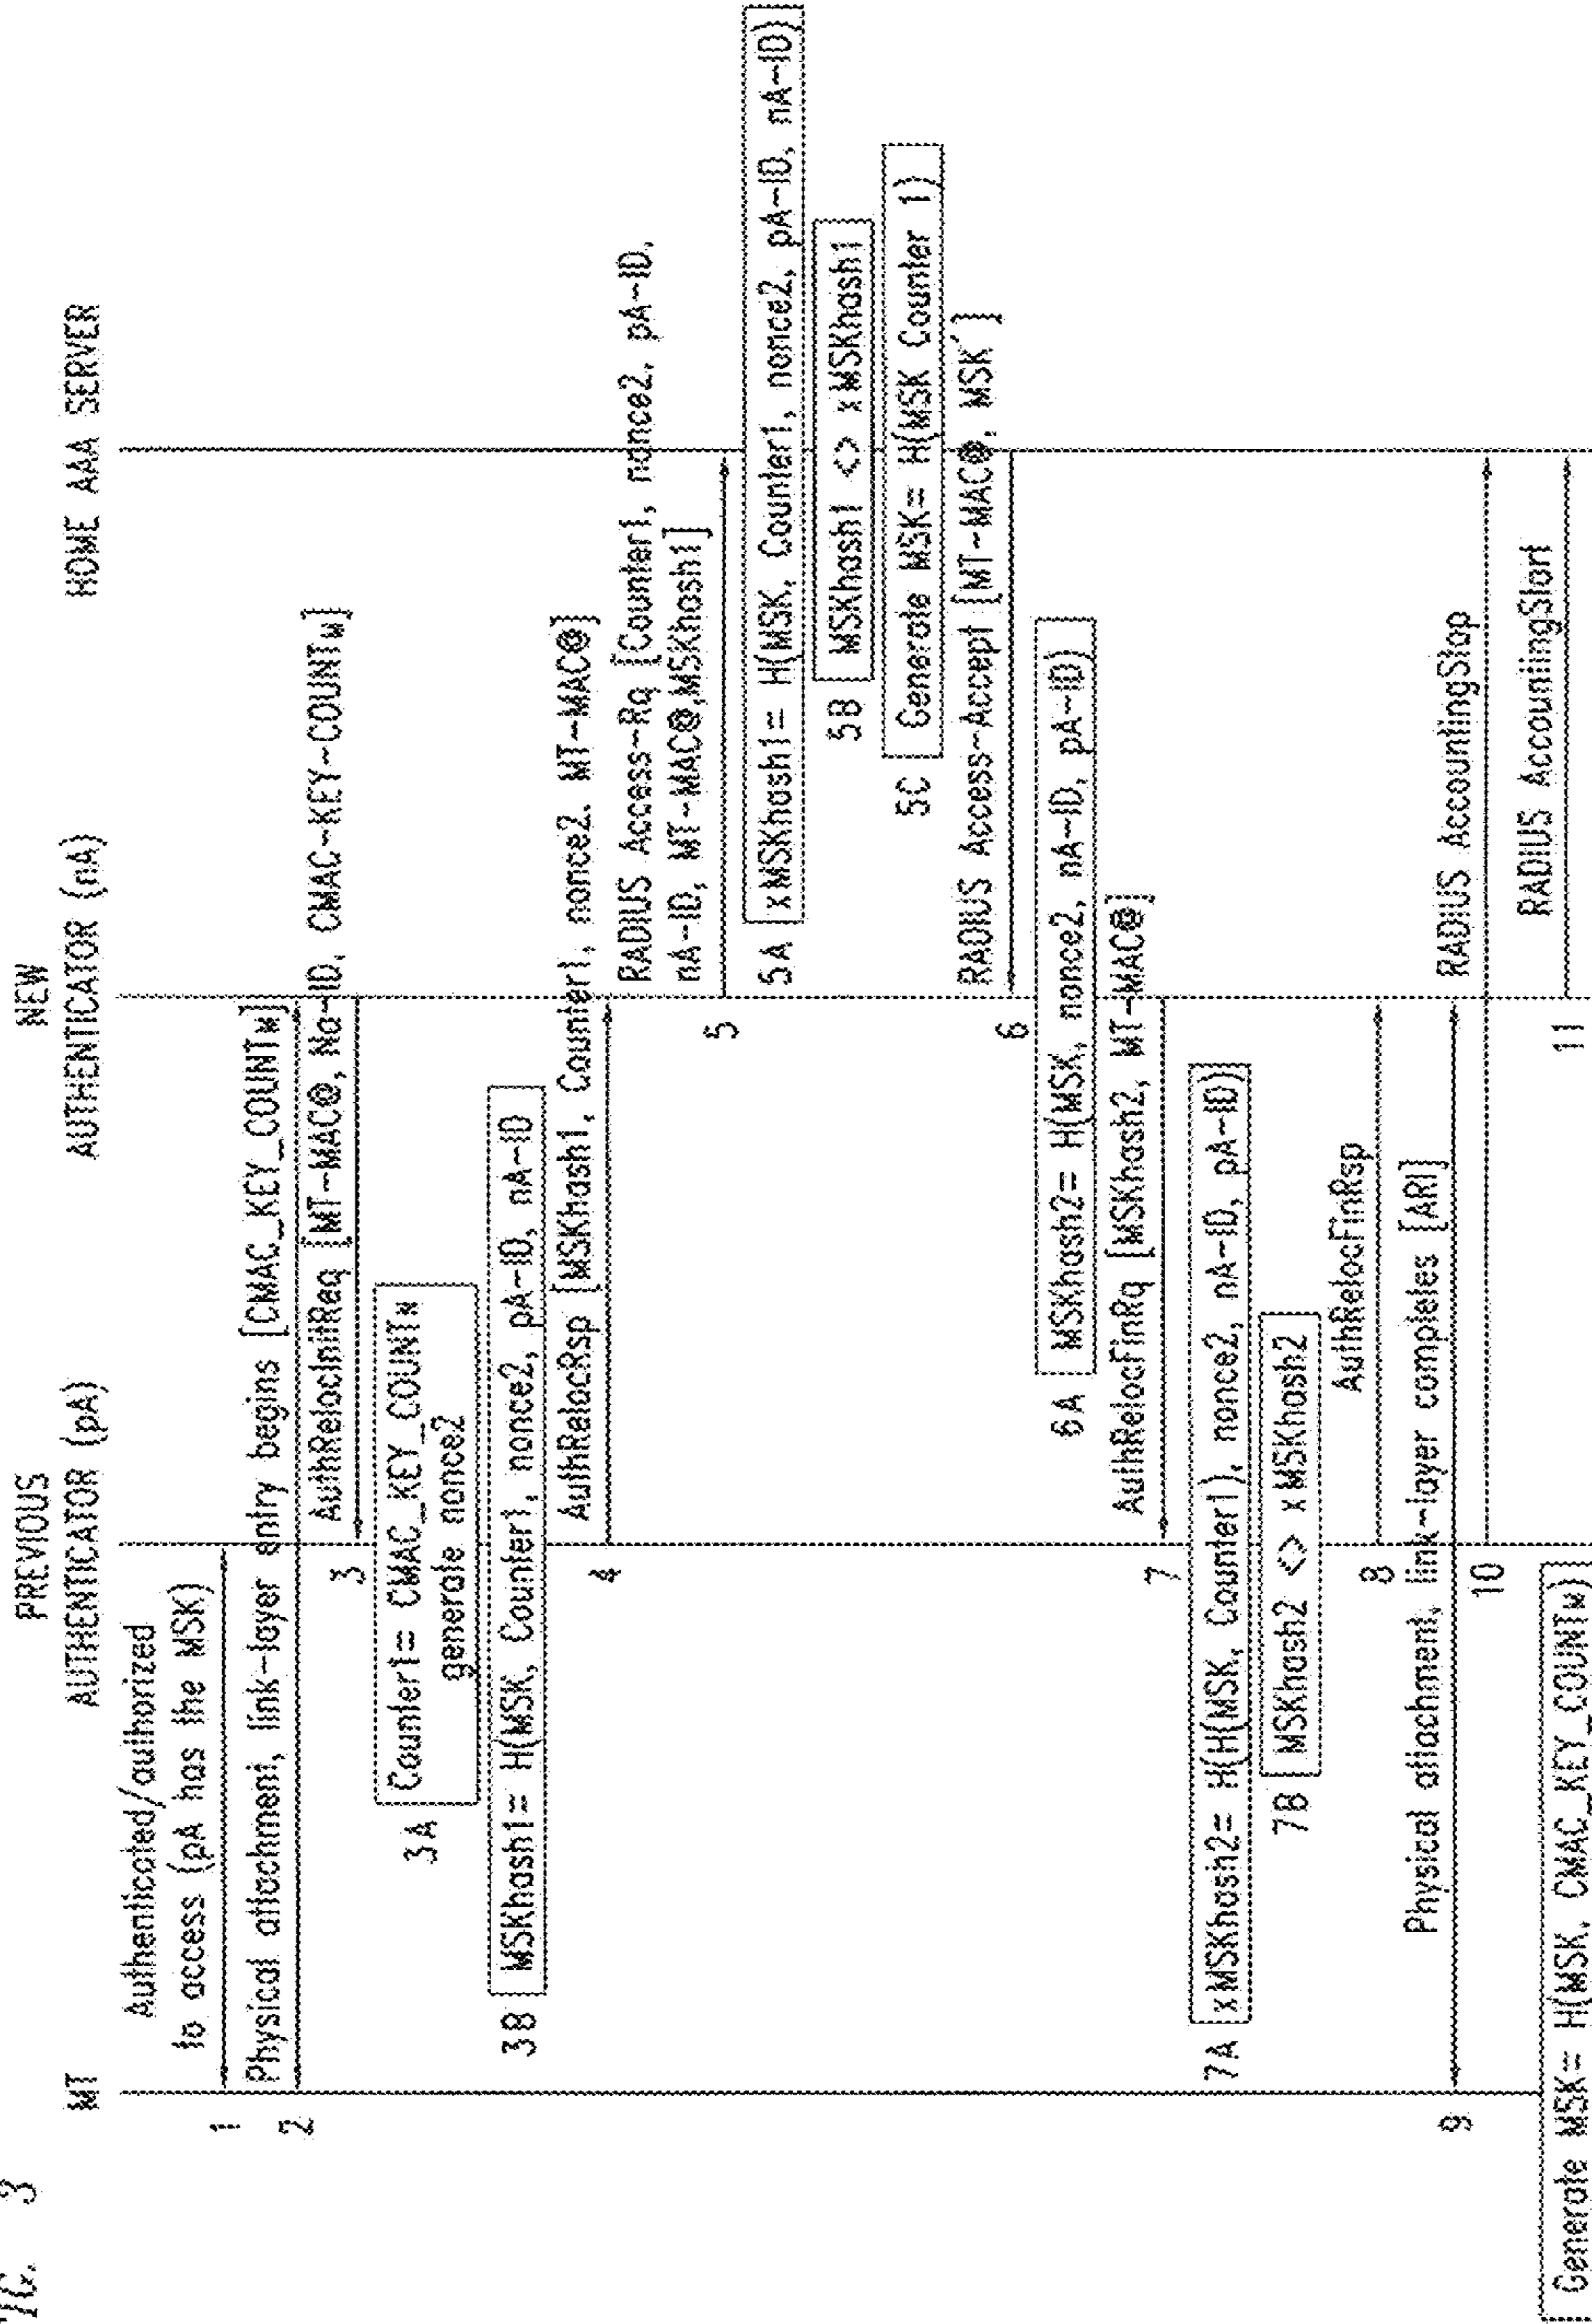 FIG. 3
MT
PREVIOUS
AUTHENTICATOR (pA)
NEW
AUTHENTICATOR (nA)
HOME AAA SERVER
Authenticated/authorized
to access (pA has the MSK)
1
Physical attachment, link-layer entry begins [CMAC_KEY_COUNTM]
2
AuthRelocInitReq [MT-MAC@, Na-ID, CMAC-KEY-COUNTM]
3
3A
Counter1= CMAC_KEY_COUNTM
generate nonce2
3B
MSKhash1= H(MSK, Counter1, nonce2, pA-ID, nA-ID
AuthRelocRsp [MSKhash1, Counter1, nonce2, MT-MAC@]
4
RADIUS Access-Rq [Counter1, nonce2, pA-ID,
nA-ID, MT-MAC@,MSKhash1]
5
5A
xMSKhash1= H(MSK, Counter1, nonce2, pA-ID, nA-ID)
5B
MSKhash1 <> xMSKhash1
5C
Generate MSK= H(MSK Counter 1)
RADIUS Access-Accept [MT-MAC@, MSK']
6
6A
MSKhash2= H(MSK, nonce2, nA-ID, pA-ID)
AuthRelocFinRq [MSKhash2, MT-MAC@]
7
7A
xMSKhash2= H(H(MSK, Counter1), nonce2, nA-ID, pA-ID)
7B
MSKhash2 <> xMSKhash2
AuthRelocFinRsp
8
Physical attachment, link-layer completes [ARI]
9
RADIUS AccountingStop
10
RADIUS AccountingStart
11
Generate MSK= H(MSK, CMAC_KEY_COUNTM)